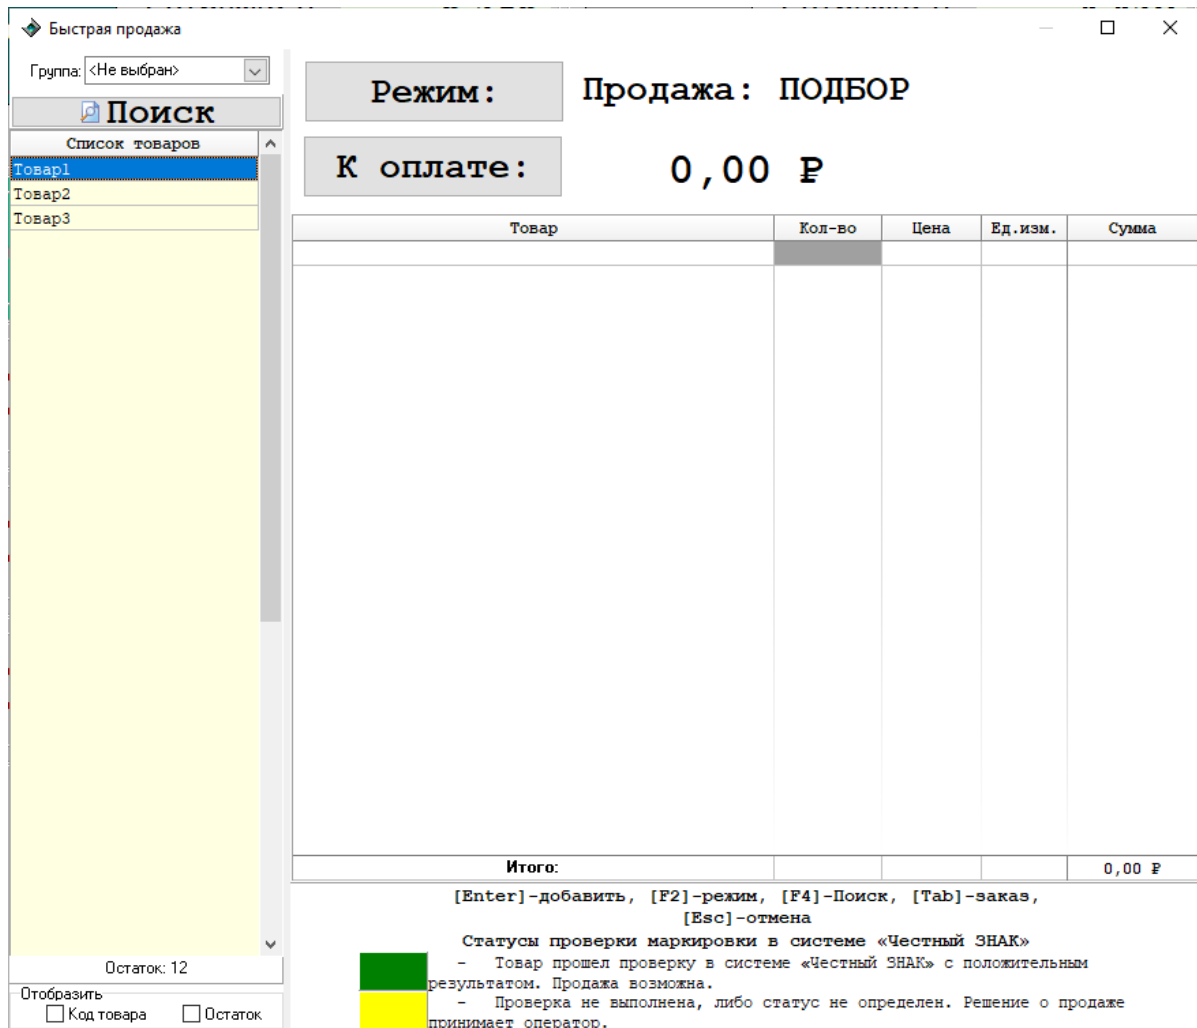 Быстрая продажа
Группа: <Не выбран>
Поиск
Список товаров
Товар1
Товар2
Товар3
Остаток: 12
Отобразить
Код товара Остаток
Режим: Продажа: ПОДБОР
К оплате: 0,00 ₽
Товар Кол-во Цена Ед.изм. Сумма
Итого: 0,00 ₽
[Enter]-добавить, [F2]-режим, [F4]-Поиск, [Tab]-заказ,
[Esc]-отмена
Статусы проверки маркировки в системе «Честный ЗНАК»
- Товар прошел проверку в системе «Честный ЗНАК» с положительным
результатом. Продажа возможна.
- Проверка не выполнена, либо статус не определен. Решение о продаже
принимает оператор.